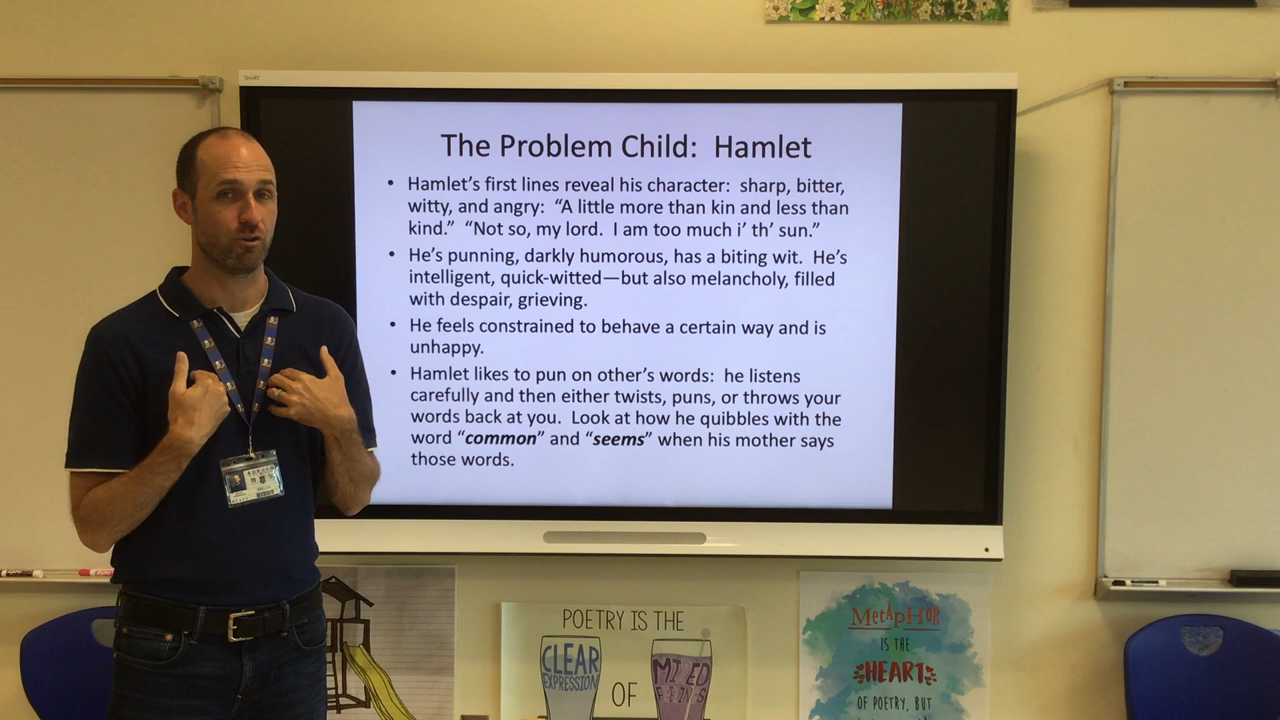 SMART
The Problem Child:  Hamlet
• Hamlet's first lines reveal his character:  sharp, bitter,
witty, and angry:  “A little more than kin and less than
kind.”  “Not so, my lord.  I am too much i’ th’ sun.”
• He’s punning, darkly humorous, has a biting wit.  He’s
intelligent, quick-witted—but also melancholy, filled
with despair, grieving.
• He feels constrained to behave a certain way and is
unhappy.
• Hamlet likes to pun on other’s words:  he listens
carefully and then either twists, puns, or throws your
words back at you.  Look at how he quibbles with the
word “common” and “seems” when his mother says
those words.
POETRY IS THE
CLEAR
EXPRESSION
OF
MetAPHOR
IS THE
HEART
OF POETRY, BUT